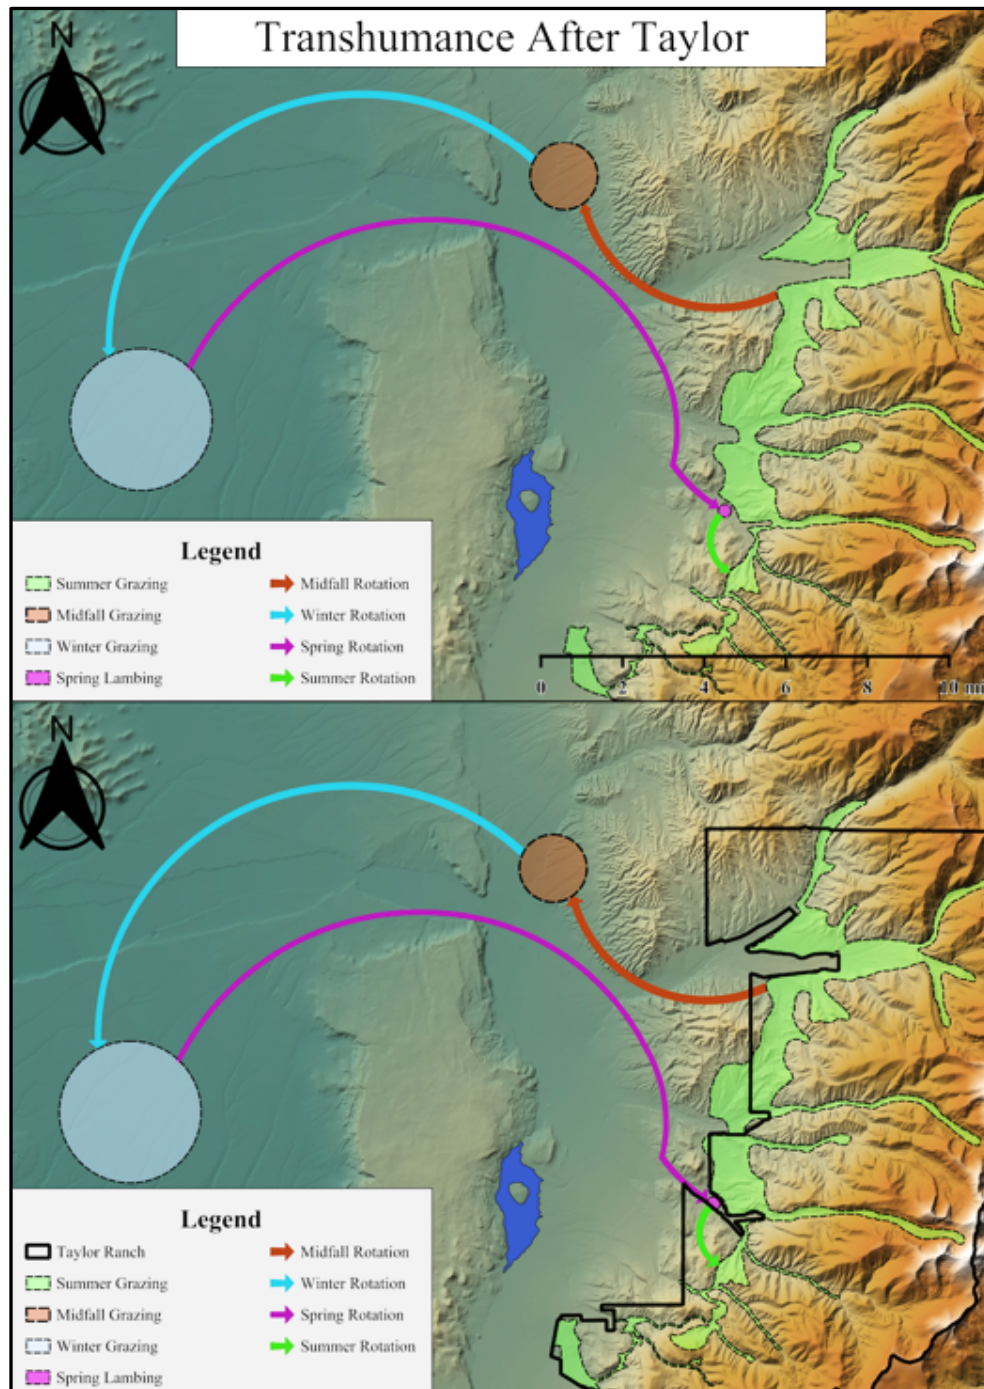 Transhumance After Taylor
N
Legend
Summer Grazing
Midfall Grazing
Winter Grazing
Spring Lambing
Midfall Rotation
Winter Rotation
Spring Rotation
Summer Rotation
0 2 4 6 8 10 mi
N
Legend
Taylor Ranch
Summer Grazing
Midfall Grazing
Winter Grazing
Spring Lambing
Midfall Rotation
Winter Rotation
Spring Rotation
Summer Rotation